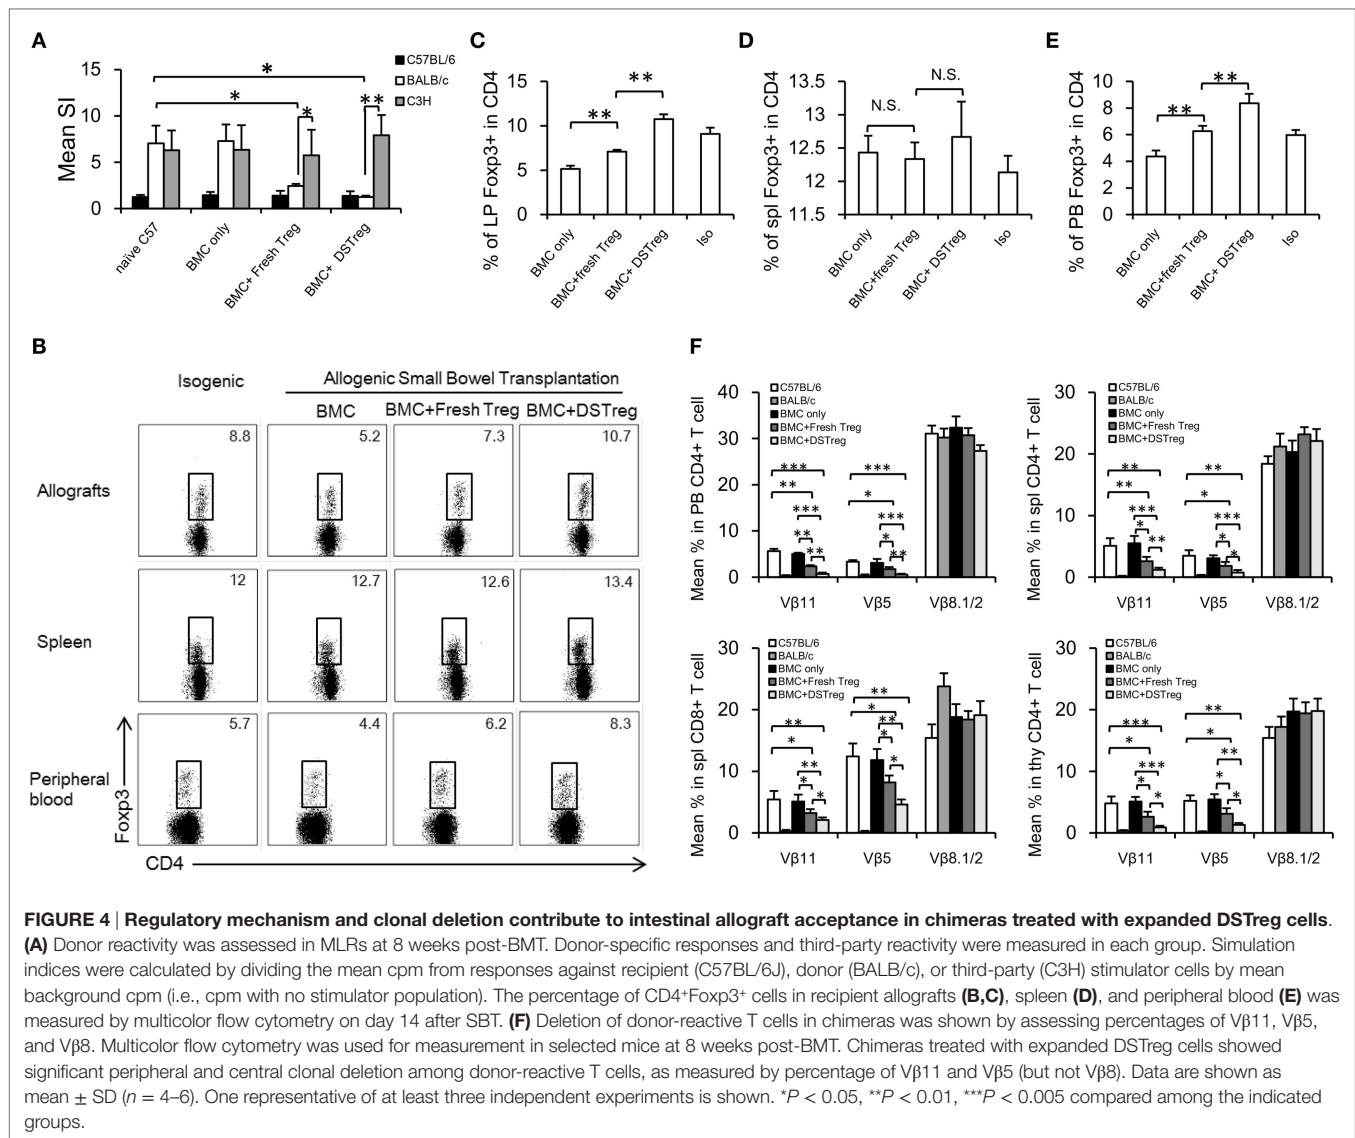 A
Mean SI
15
10
5
0
C57BL/6
BALB/c
C3H
*
*
*
**
naïve C57
BMC only
BMC+ Fresh Treg
BMC+ DSTreg
C
% of LP Foxp3+ in CD4
15
10
5
0
**
**
BMC only
BMC+fresh Treg
BMC+ DSTreg
Iso
D
% of spl Foxp3+ in CD4
13.5
13
12.5
12
11.5
N.S.
N.S.
BMC only
BMC+fresh Treg
BMC+ DSTreg
Iso
E
% of PB Foxp3+ in CD4
10
8
6
4
2
0
**
**
BMC only
BMC+fresh Treg
BMC+ DSTreg
Iso
B
Isogenic
Allogenic Small Bowel Transplantation
BMC
BMC+Fresh Treg
BMC+DSTreg
Allografts
8.8
5.2
7.3
10.7
Spleen
12
12.7
12.6
13.4
Peripheral
blood
5.7
4.4
6.2
8.3
Foxp3
CD4
F
Mean % in PB CD4+ T cell
40
30
20
10
0
C57BL/6
BALB/c
BMC only
BMC+Fresh Treg
BMC+DSTreg
***
**
***
**
**
***
*
***
*
**
Vβ11
Vβ5
Vβ8.1/2
Mean % in spl CD4+ T cell
30
20
10
0
C57BL/6
BALB/c
BMC only
BMC+Fresh Treg
BMC+DSTreg
**
**
***
*
**
**
*
***
*
*
Vβ11
Vβ5
Vβ8.1/2
Mean % in spl CD8+ T cell
30
20
10
0
C57BL/6
BALB/c
BMC only
BMC+Fresh Treg
BMC+DSTreg
**
*
**
*
*
**
*
**
*
*
Vβ11
Vβ5
Vβ8.1/2
Mean % in thy CD4+ T cell
30
20
10
0
C57BL/6
BALB/c
BMC only
BMC+Fresh Treg
BMC+DSTreg
***
*
***
*
*
**
*
**
*
*
Vβ11
Vβ5
Vβ8.1/2
FIGURE 4 | Regulatory mechanism and clonal deletion contribute to intestinal allograft acceptance in chimeras treated with expanded DSTreg cells.
(A) Donor reactivity was assessed in MLRs at 8 weeks post-BMT. Donor-specific responses and third-party reactivity were measured in each group. Simulation
indices were calculated by dividing the mean cpm from responses against recipient (C57BL/6J), donor (BALB/c), or third-party (C3H) stimulator cells by mean
background cpm (i.e., cpm with no stimulator population). The percentage of CD4⁺Foxp3⁺ cells in recipient allografts (B,C), spleen (D), and peripheral blood (E) was
measured by multicolor flow cytometry on day 14 after SBT. (F) Deletion of donor-reactive T cells in chimeras was shown by assessing percentages of Vβ11, Vβ5,
and Vβ8. Multicolor flow cytometry was used for measurement in selected mice at 8 weeks post-BMT. Chimeras treated with expanded DSTreg cells showed
significant peripheral and central clonal deletion among donor-reactive T cells, as measured by percentage of Vβ11 and Vβ5 (but not Vβ8). Data are shown as
mean ± SD (n = 4–6). One representative of at least three independent experiments is shown. *P < 0.05, **P < 0.01, ***P < 0.005 compared among the indicated
groups.